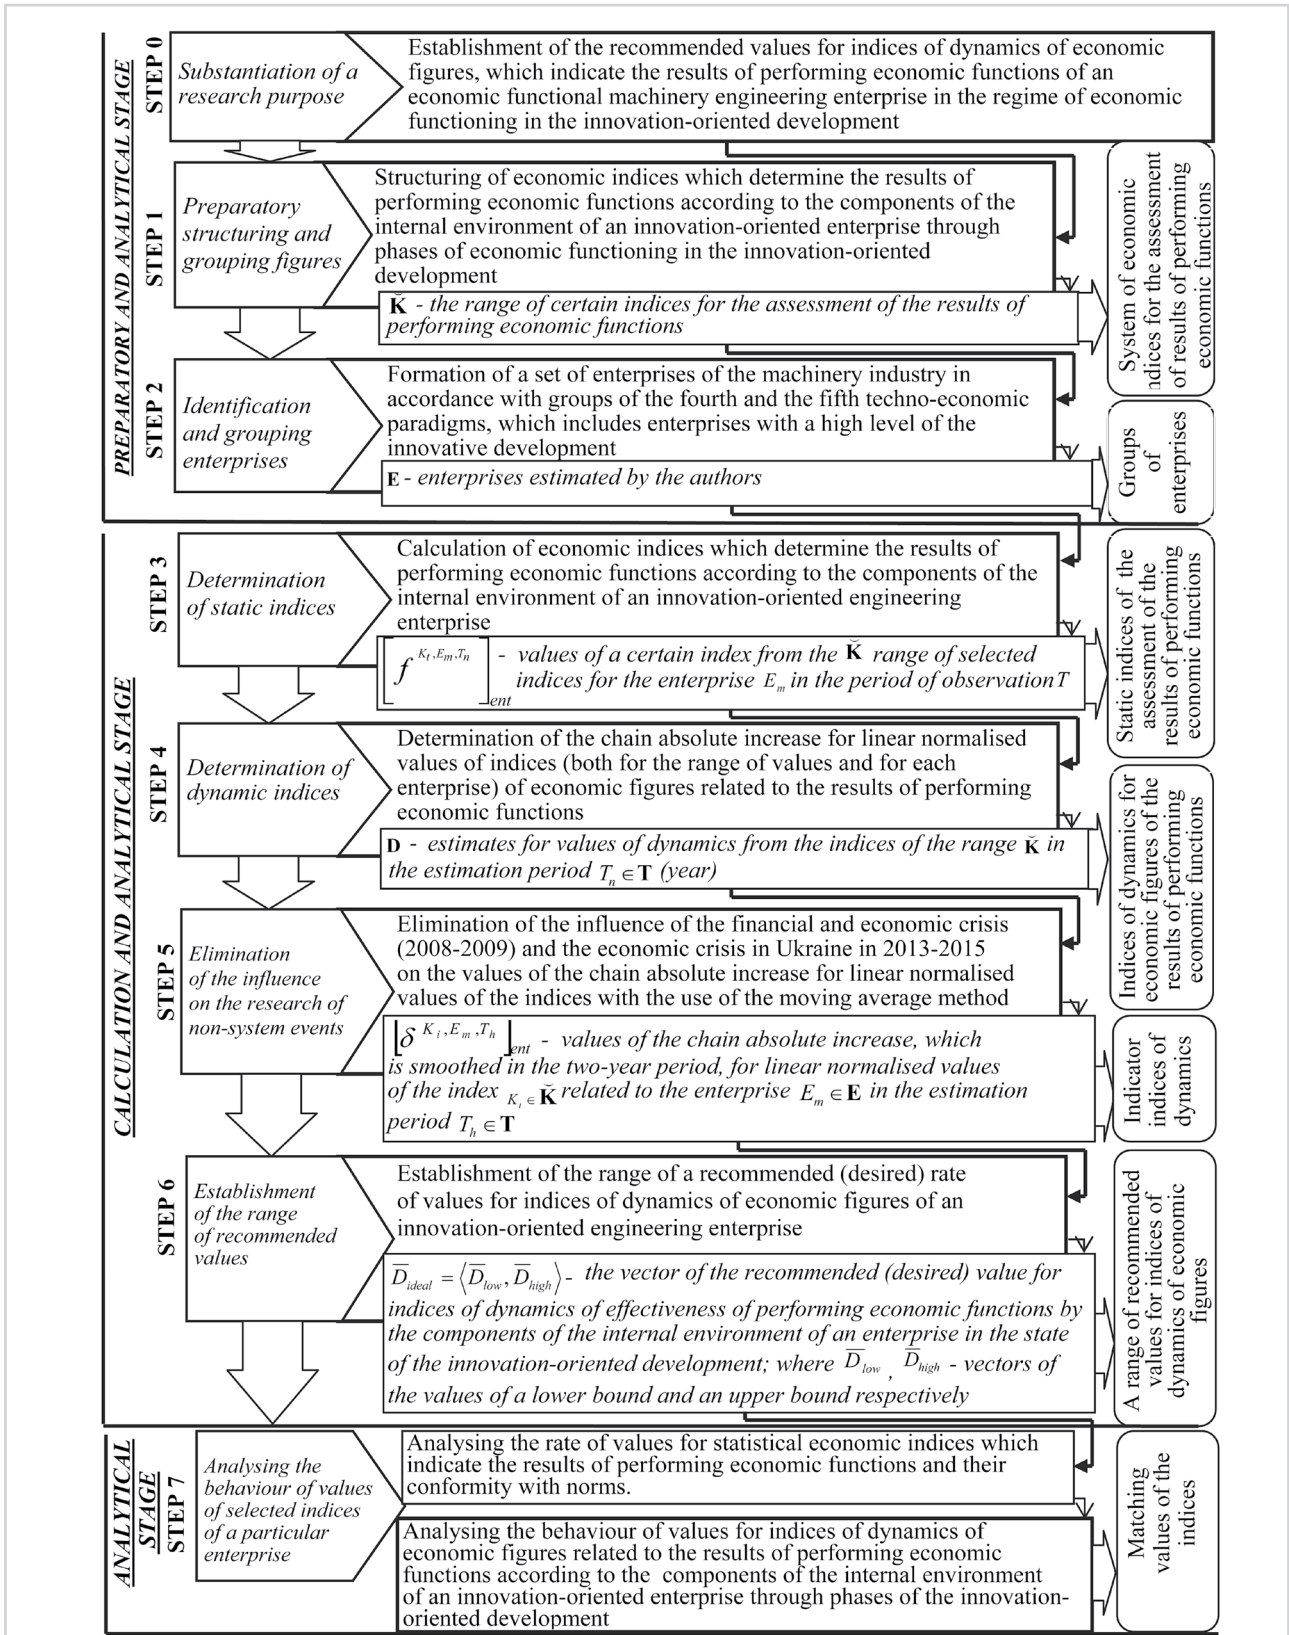 PREPARATORY AND ANALYTICAL STAGE
STEP 0
Substantiation of a
research purpose
Establishment of the recommended values for indices of dynamics of economic
figures, which indicate the results of performing economic functions of an
economic functional machinery engineering enterprise in the regime of economic
functioning in the innovation-oriented development
STEP 1
Preparatory
structuring and
grouping figures
Structuring of economic indices which determine the results of
performing economic functions according to the components of the
internal environment of an innovation-oriented enterprise through
phases of economic functioning in the innovation-oriented
development
K̆ - the range of certain indices for the assessment of the results of
performing economic functions
System of economic
ndices for the assessment
of results of performing
economic functions
STEP 2
Identification
and grouping
enterprises
Formation of a set of enterprises of the machinery industry in
accordance with groups of the fourth and the fifth techno-economic
paradigms, which includes enterprises with a high level of the
innovative development
E - enterprises estimated by the authors
Groups
of
enterprises
CALCULATION AND ANALYTICAL STAGE
STEP 3
Determination
of static indices
Calculation of economic indices which determine the results of
performing economic functions according to the components of the
internal environment of an innovation-oriented engineering
enterprise
[f K_t, E_m, T_n]_ent - values of a certain index from the K̆ range of selected
indices for the enterprise E_m in the period of observation T
Static indices of the
assessment of the
results of performing
economic functions
STEP 4
Determination of
dynamic indices
Determination of the chain absolute increase for linear normalised
values of indices (both for the range of values and for each
enterprise) of economic figures related to the results of performing
economic functions
D - estimates for values of dynamics from the indices of the range K̆ in
the estimation period T_n ∈ T (year)
Indices of dynamics for
economic figures of the
results of performing
economic functions
STEP 5
Elimination
of the influence
on the research of
non-system events
Elimination of the influence of the financial and economic crisis
(2008-2009) and the economic crisis in Ukraine in 2013-2015
on the values of the chain absolute increase for linear normalised
values of the indices with the use of the moving average method
⌊δ K_i, E_m, T_h⌋_ent - values of the chain absolute increase, which
is smoothed in the two-year period, for linear normalised values
of the index K_i ∈ K̆ related to the enterprise E_m ∈ E in the estimation
period T_h ∈ T
Indicator
indices of
dynamics
STEP 6
Establishment
of the range
of recommended
values
Establishment of the range of a recommended (desired) rate
of values for indices of dynamics of economic figures of an
innovation-oriented engineering enterprise
D̅_ideal = ⟨D̅_low, D̅_high⟩ - the vector of the recommended (desired) value for
indices of dynamics of effectiveness of performing economic functions by
the components of the internal environment of an enterprise in the state
of the innovation-oriented development; where D̅_low, D̅_high - vectors of
the values of a lower bound and an upper bound respectively
A range of recommended
values for indices of
dynamics of economic
figures
ANALYTICAL
STAGE
STEP 7
Analysing the
behaviour of values
of selected indices
of a particular
enterprise
Analysing the rate of values for statistical economic indices which
indicate the results of performing economic functions and their
conformity with norms.
Analysing the behaviour of values for indices of dynamics of
economic figures related to the results of performing economic
functions according to the components of the internal environment
of an innovation-oriented enterprise through phases of the innovation-
oriented development
Matching
values of the
indices